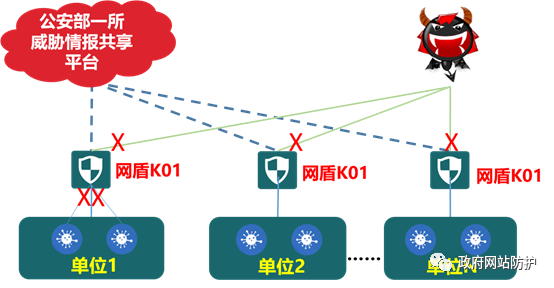 公安部一所
威胁情报共享
平台
X
X
X
网盾K01
网盾K01
网盾K01
XX
单位1
单位2
......
单位N
政府网站防护